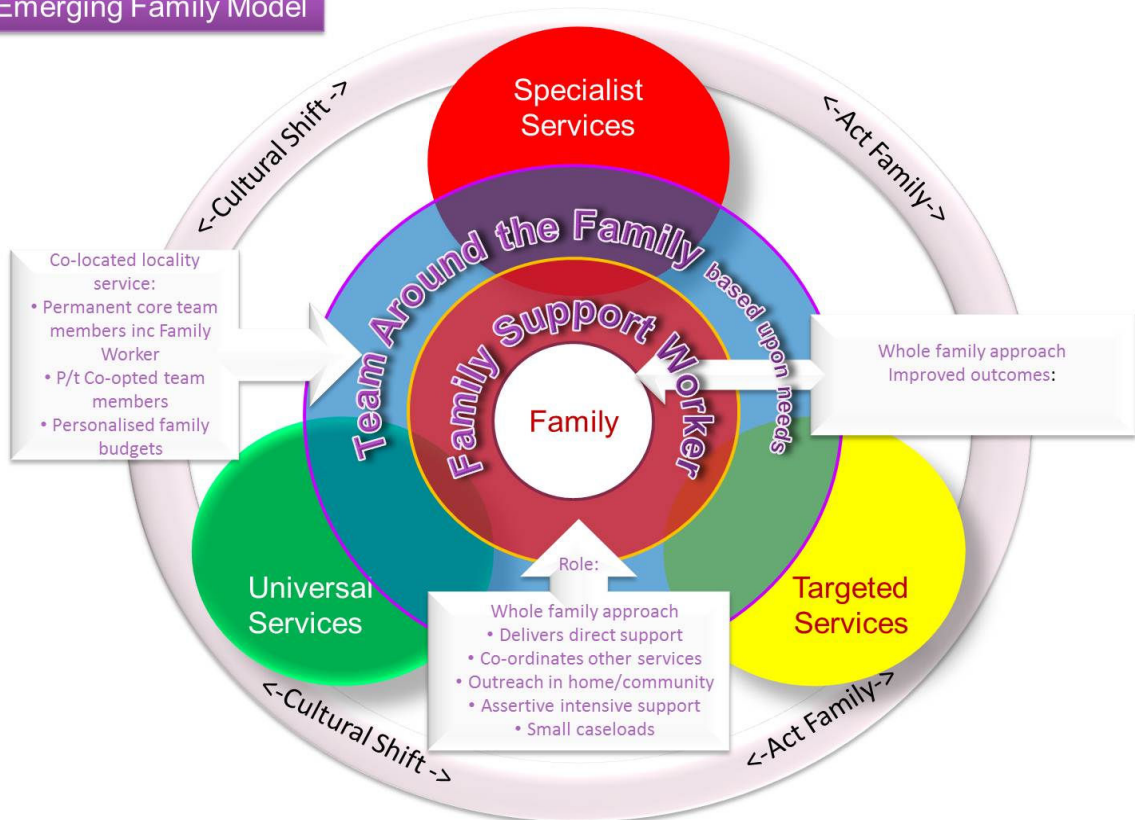 Emerging Family Model
<-Cultural Shift ->
<-Act Family->
Specialist
Services
Team Around the Family based upon needs
Family Support Worker
Family
Co-located locality
service:
• Permanent core team
members inc Family
Worker
• P/t Co-opted team
members
• Personalised family
budgets
Whole family approach
Improved outcomes:
Universal
Services
Targeted
Services
Role:
Whole family approach
• Delivers direct support
• Co-ordinates other services
• Outreach in home/community
• Assertive intensive support
• Small caseloads
<-Cultural Shift ->
<-Act Family->